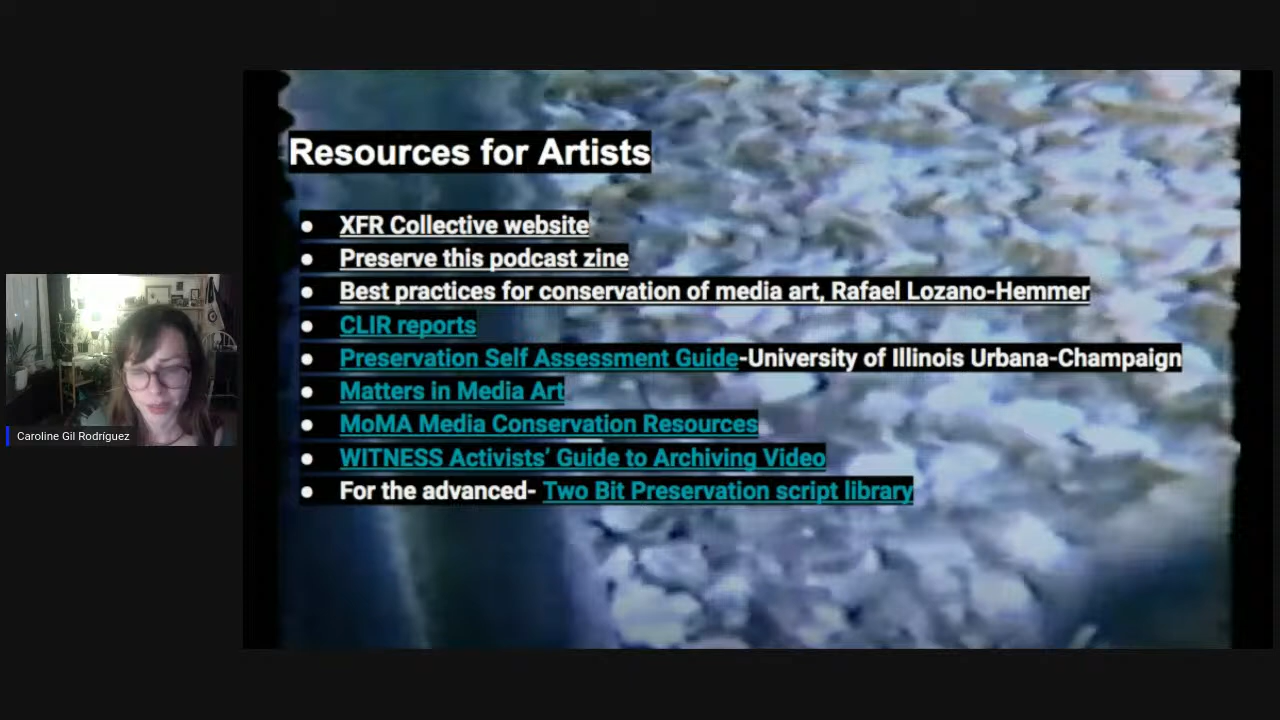 Resources for Artists
● XFR Collective website
● Preserve this podcast zine
● Best practices for conservation of media art, Rafael Lozano-Hemmer
● CLIR reports
● Preservation Self Assessment Guide-University of Illinois Urbana-Champaign
● Matters in Media Art
● MoMA Media Conservation Resources
● WITNESS Activists’ Guide to Archiving Video
● For the advanced- Two Bit Preservation script library
Caroline Gil Rodríguez